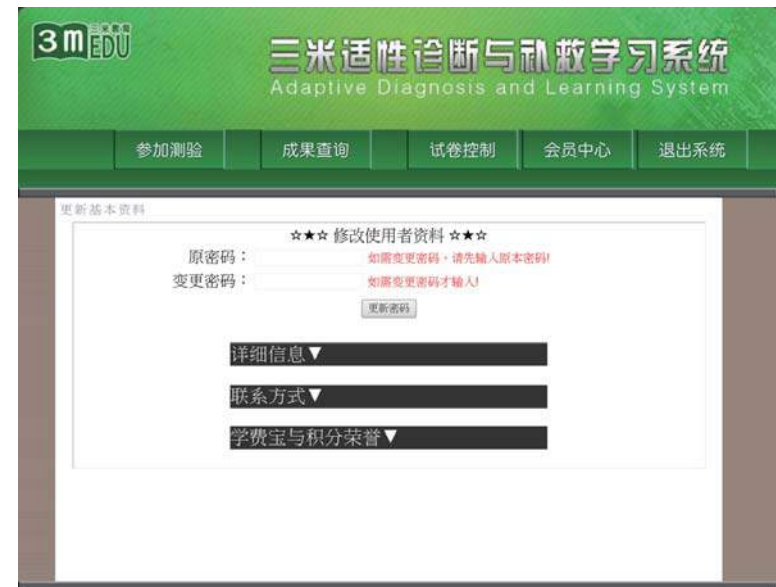 3m EDÜ
三米适性诊断与补救学习系统
Adaptive Diagnosis and Learning System
参加测验 成果查询 试卷控制 会员中心 退出系统
更新基本资料
☆★☆ 修改使用者资料 ☆★☆
原密码： 如需变更密码，请先输入原本密码!
变更密码： 如需变更密码才输入!
更新密码
详细信息▼
联系方式▼
学费宝与积分荣誉▼